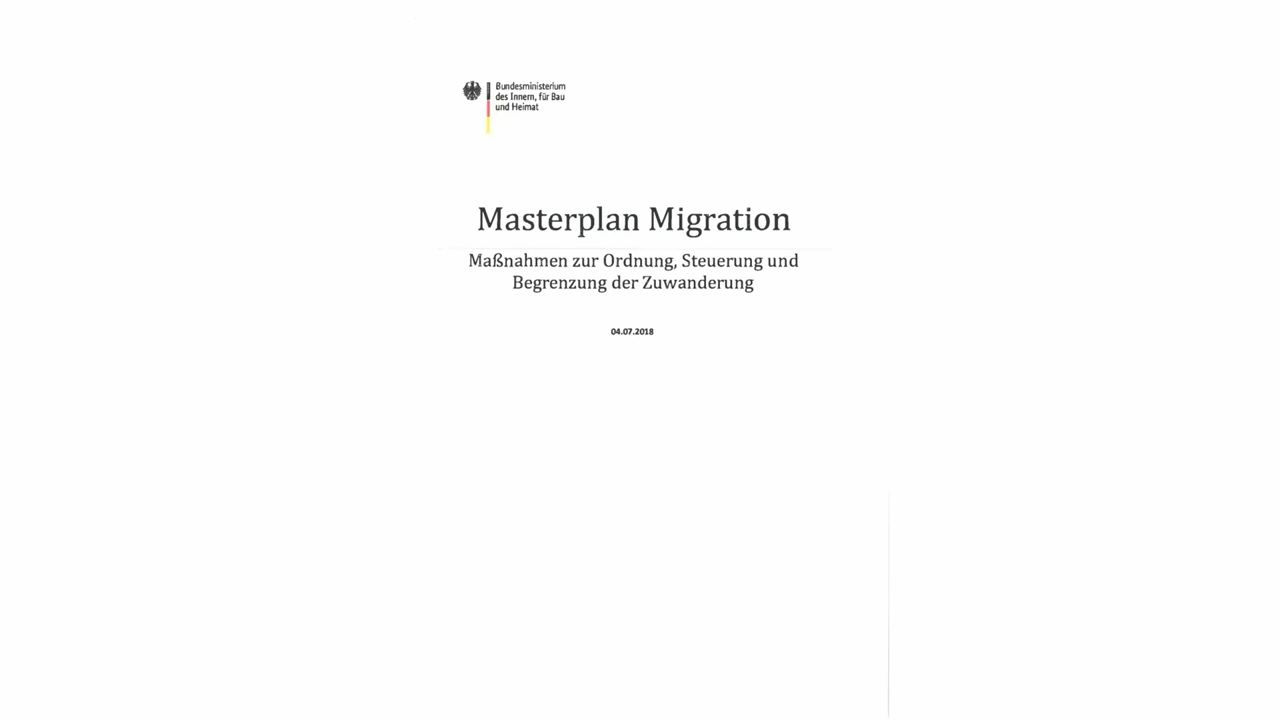 Bundesministerium
des Innern, für Bau
und Heimat
Masterplan Migration
Maßnahmen zur Ordnung, Steuerung und
Begrenzung der Zuwanderung
04.07.2018